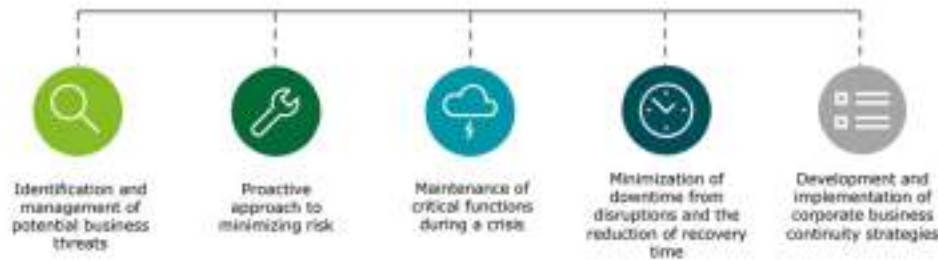 Identification and
management of
potential business
threats
Proactive
approach to
minimizing risk
Maintenance of
critical functions
during a crisis
Minimization of
downtime from
disruptions and the
reduction of recovery
time
Development and
implementation of
corporate business
continuity strategies